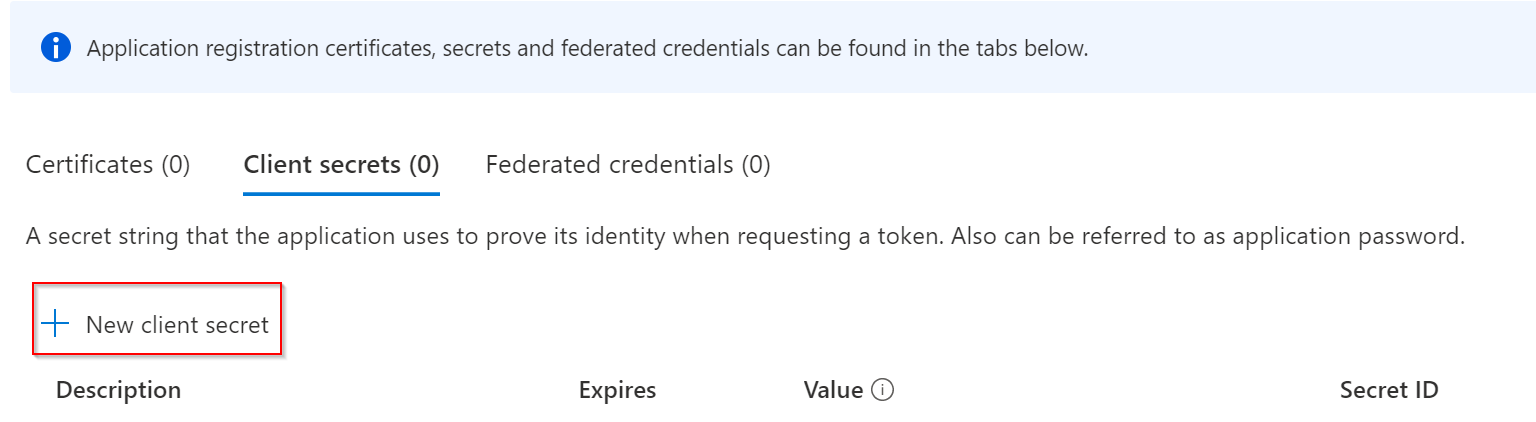 Application registration certificates, secrets and federated credentials can be found in the tabs below.
Certificates (0) Client secrets (0) Federated credentials (0)
A secret string that the application uses to prove its identity when requesting a token. Also can be referred to as application password.
New client secret
Description Expires Value Secret ID